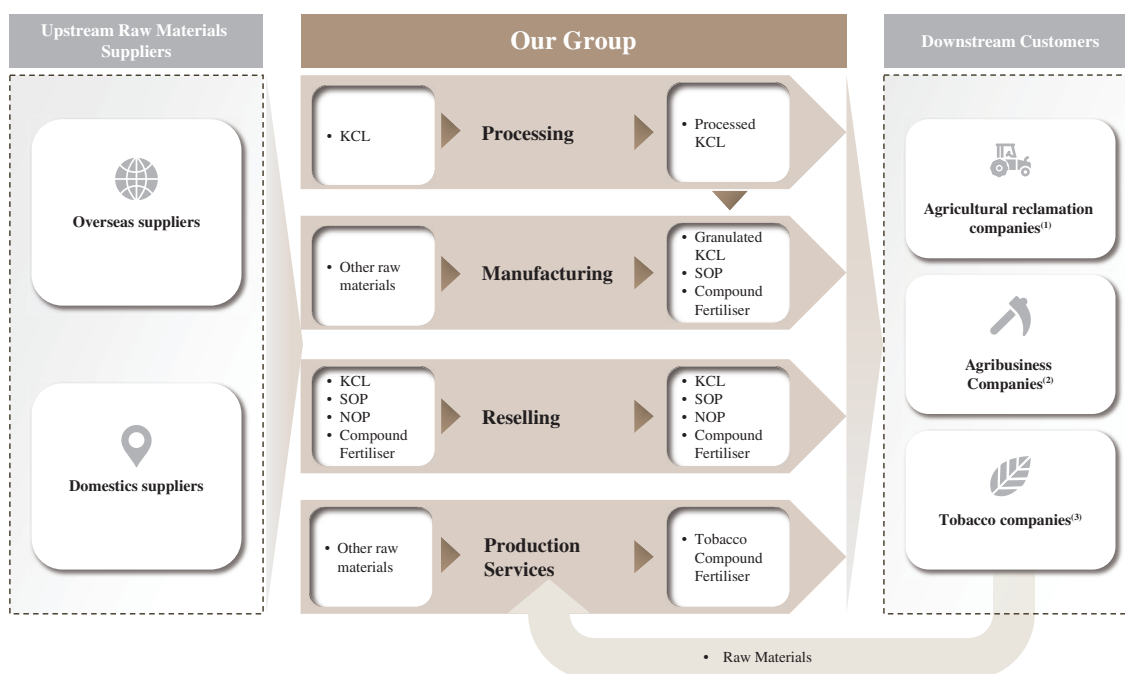 Upstream Raw Materials
Suppliers
Overseas suppliers
Domestics suppliers
Our Group
• KCL
Processing
• Processed
KCL
• Other raw
materials
Manufacturing
• Granulated
KCL
• SOP
• Compound
Fertiliser
• KCL
• SOP
• NOP
• Compound
Fertiliser
Reselling
• KCL
• SOP
• NOP
• Compound
Fertiliser
• Other raw
materials
Production
Services
• Tobacco
Compound
Fertiliser
Downstream Customers
Agricultural reclamation
companies(1)
Agribusiness
Companies(2)
Tobacco companies(3)
• Raw Materials